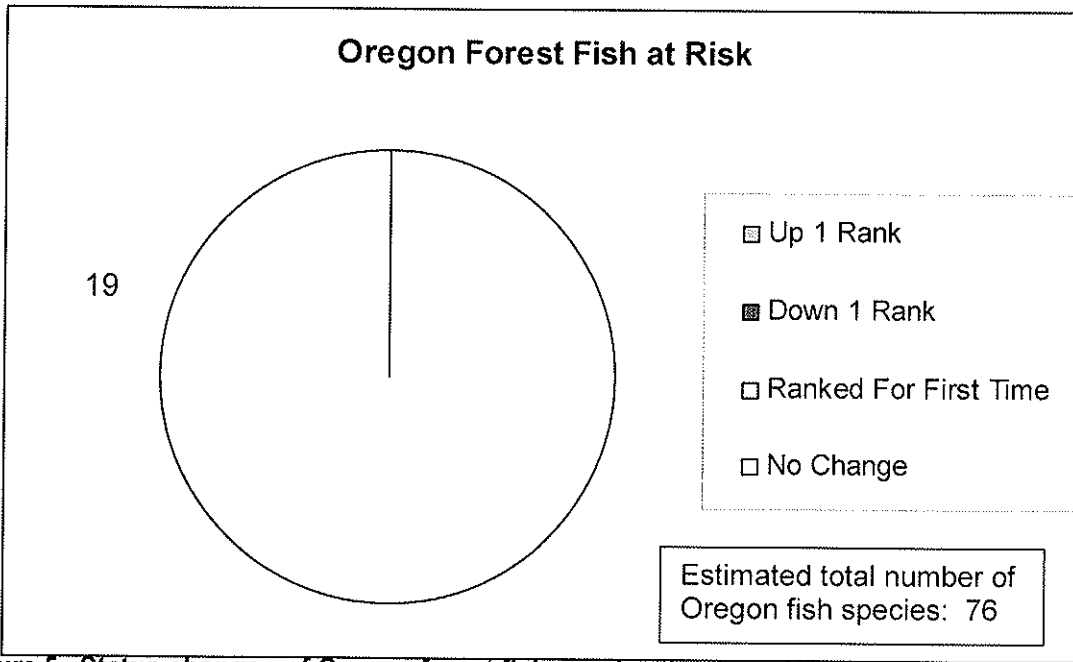 Oregon Forest Fish at Risk
19
Up 1 Rank
Down 1 Rank
Ranked For First Time
No Change
Estimated total number of
Oregon fish species: 76